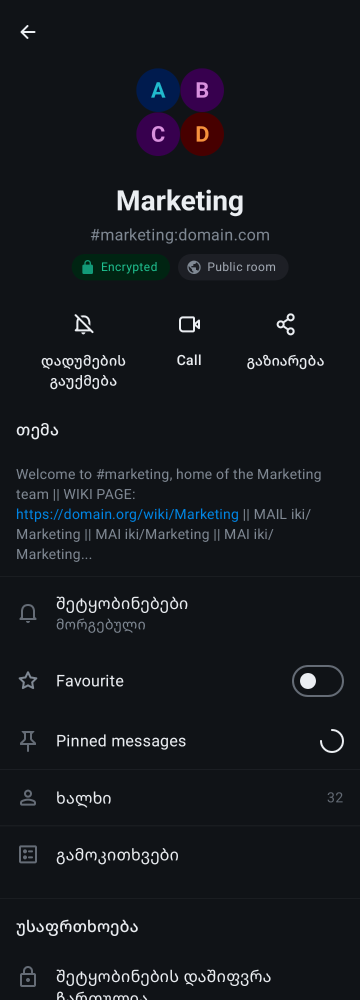 A
B
C
D
Marketing
#marketing:domain.com
Encrypted
Public room
დადუმების
გაუქმება
Call
გაზიარება
თემა
Welcome to #marketing, home of the Marketing
team || WIKI PAGE:
https://domain.org/wiki/Marketing || MAIL iki/
Marketing || MAI iki/Marketing || MAI iki/
Marketing...
შეტყობინებები
მორგებული
Favourite
Pinned messages
ხალხი
32
გამოკითხვები
უსაფრთხოება
შეტყობინების დაშიფვრა
ჩართულია